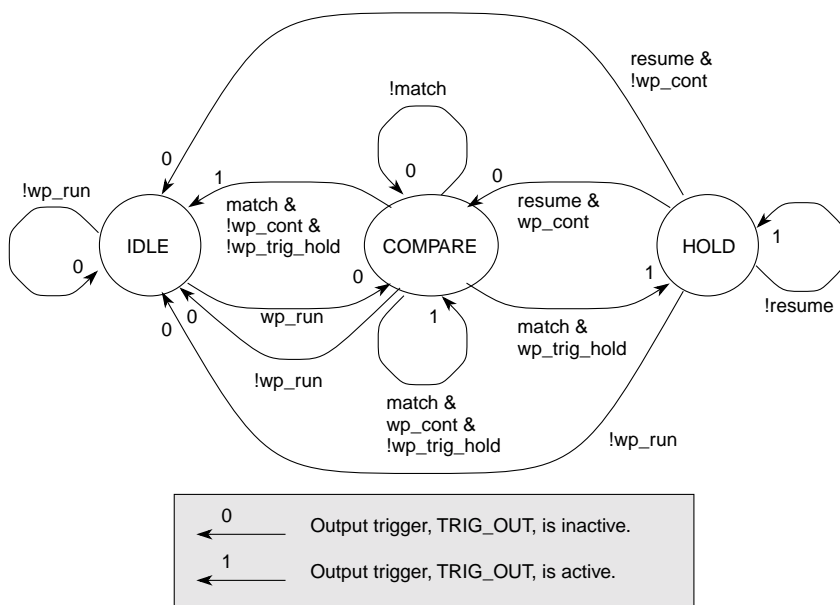 resume &
!wp_cont
!match
0
1
0
0
!wp_run
match &
!wp_cont &
!wp_trig_hold
resume &
wp_cont
IDLE
COMPARE
HOLD
1
0
0
1
!resume
0
0
wp_run
1
match &
wp_trig_hold
!wp_run
match &
wp_cont &
!wp_trig_hold
!wp_run
0 Output trigger, TRIG_OUT, is inactive.
1 Output trigger, TRIG_OUT, is active.